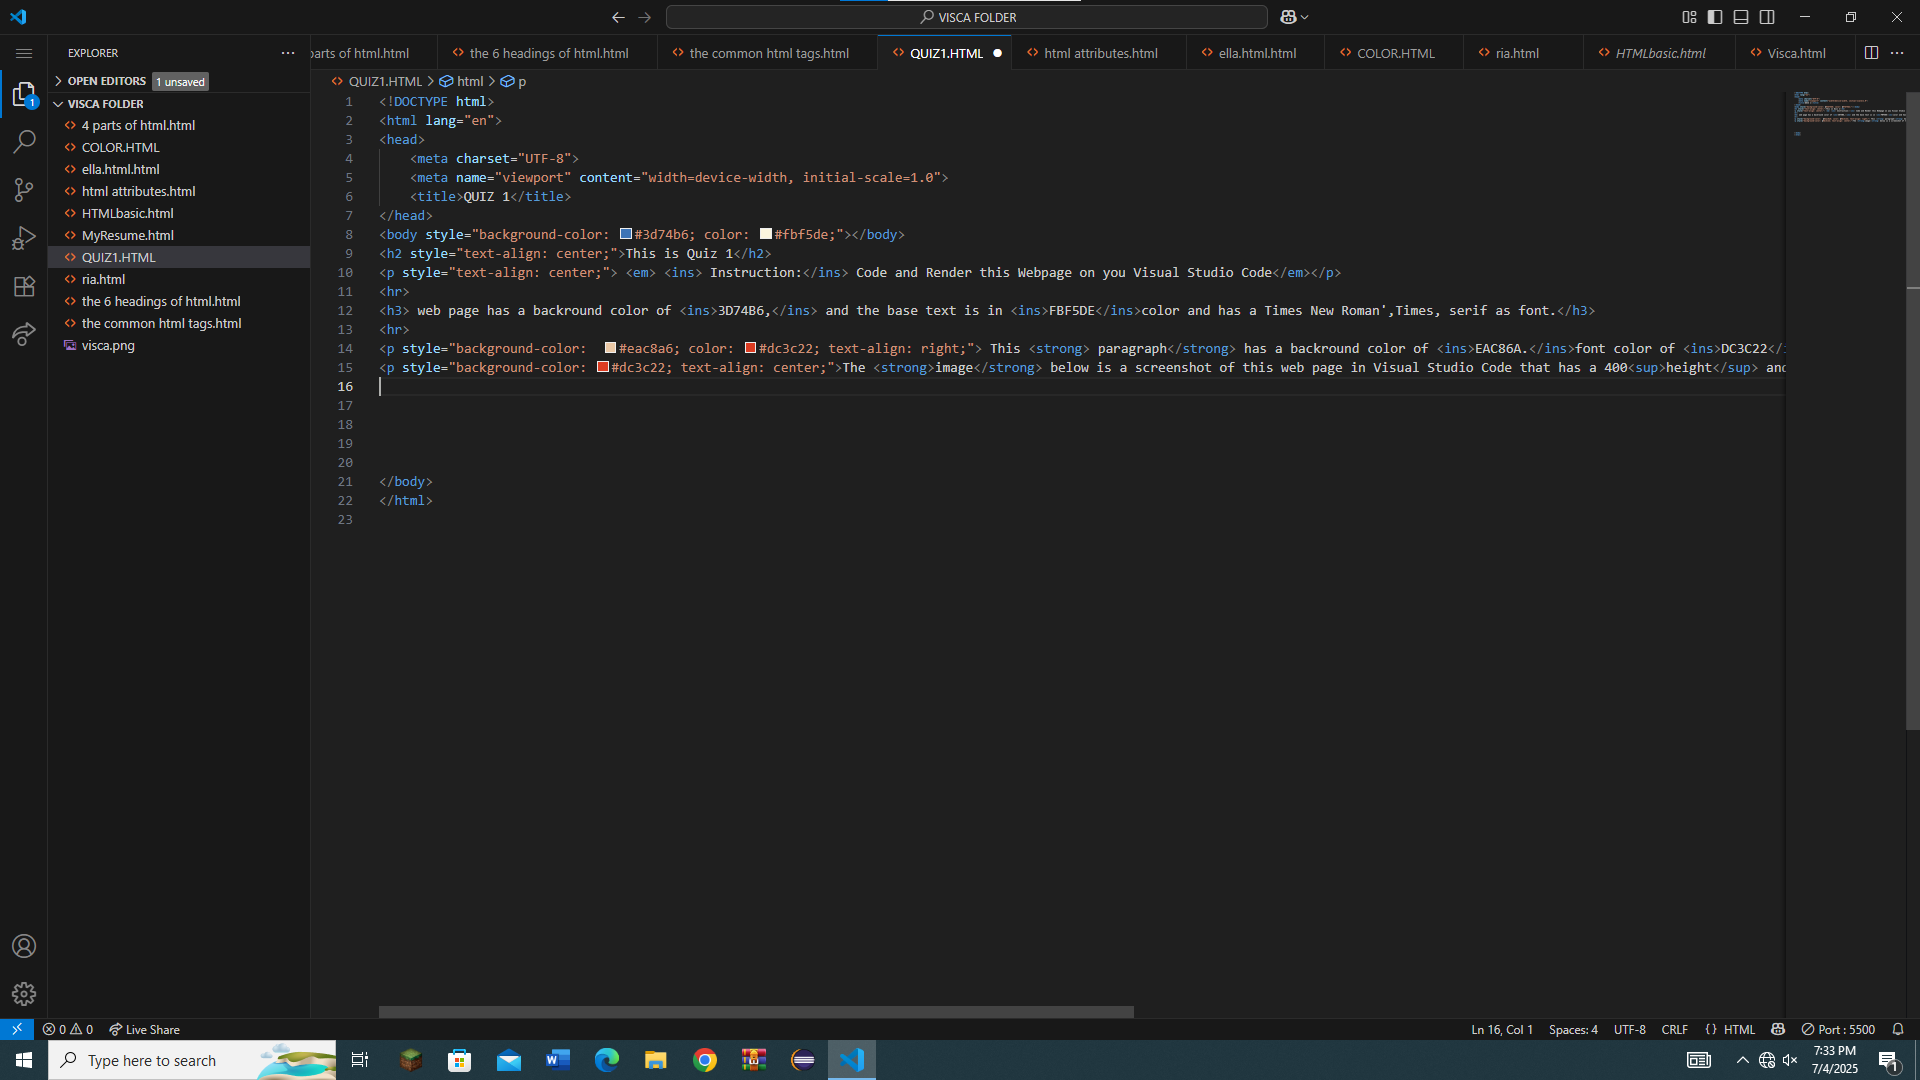 VISCA FOLDER
EXPLORER
OPEN EDITORS 1 unsaved
VISCA FOLDER
4 parts of html.html
COLOR.HTML
ella.html.html
html attributes.html
HTMLbasic.html
MyResume.html
QUIZ1.HTML
ria.html
the 6 headings of html.html
the common html tags.html
visca.png
parts of html.html the 6 headings of html.html the common html tags.html QUIZ1.HTML html attributes.html ella.html.html COLOR.HTML ria.html HTMLbasic.html Visca.html
QUIZ1.HTML > html > p
1 <!DOCTYPE html>
2 <html lang="en">
3 <head>
4 <meta charset="UTF-8">
5 <meta name="viewport" content="width=device-width, initial-scale=1.0">
6 <title>QUIZ 1</title>
7 </head>
8 <body style="background-color: #3d74b6; color: #fbf5de;"></body>
9 <h2 style="text-align: center;">This is Quiz 1</h2>
10 <p style="text-align: center;"> <em> <ins> Instruction:</ins> Code and Render this Webpage on you Visual Studio Code</em></p>
11 <hr>
12 <h3> web page has a backround color of <ins>3D74B6,</ins> and the base text is in <ins>FBF5DE</ins>color and has a Times New Roman',Times, serif as font.</h3>
13 <hr>
14 <p style="background-color: #eac8a6; color: #dc3c22; text-align: right;"> This <strong> paragraph</strong> has a backround color of <ins>EAC86A.</ins>font color of <ins>DC3C22</i
15 <p style="background-color: #dc3c22; text-align: center;">The <strong>image</strong> below is a screenshot of this web page in Visual Studio Code that has a 400<sup>height</sup> and
16
17
18
19
20
21 </body>
22 </html>
23
1
0 0 Live Share
Ln 16, Col 1 Spaces: 4 UTF-8 CRLF {} HTML Port : 5500
Type here to search
7:33 PM
7/4/2025
1